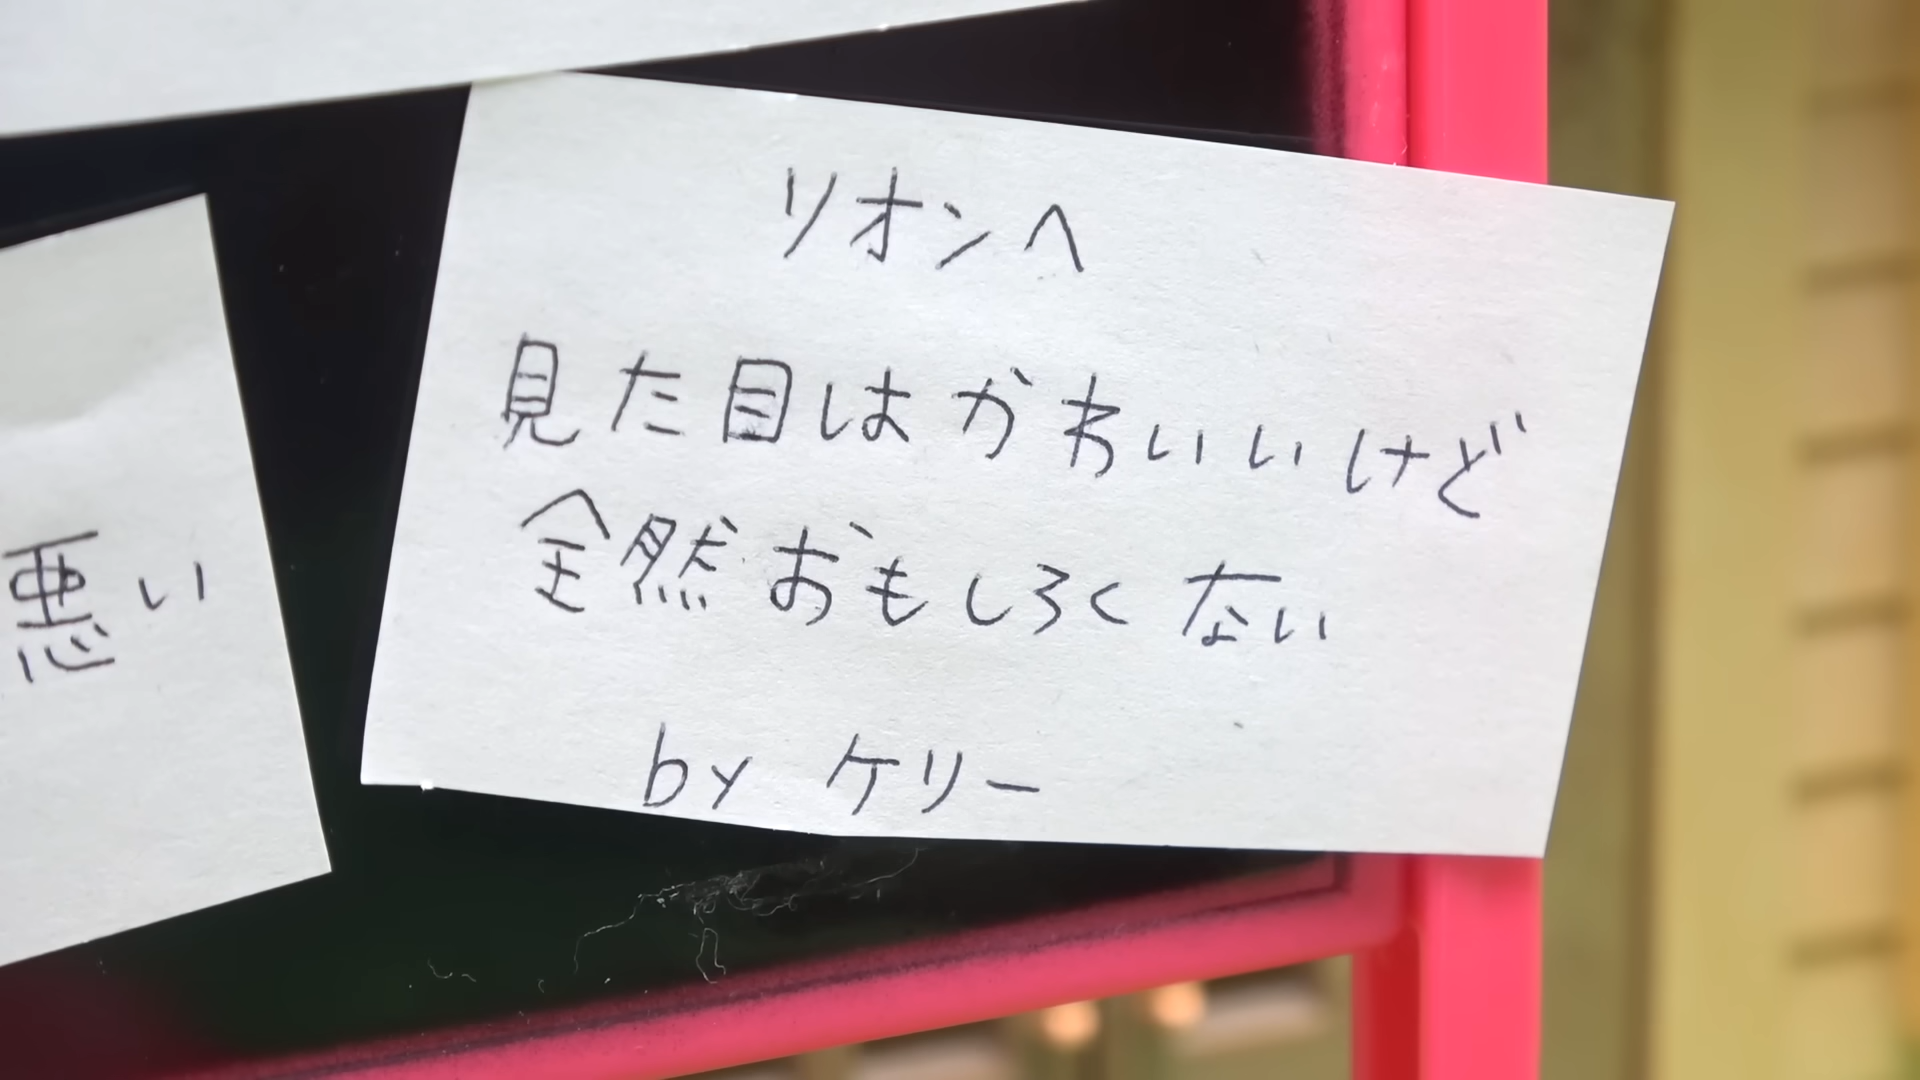 リオンへ
見た目はかわいいけど
全然おもしろくない
by ケリー
悪い